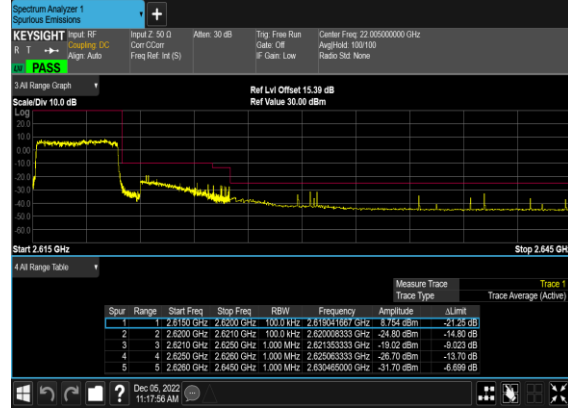 Spectrum Analyzer 1
Spurious Emissions
KEYSIGHT Input: RF Input Z: 50 Ω Atten: 30 dB Trig: Free Run Center Freq: 22.005000000 GHz
R T Coupling: DC Corr CCorr Gate: Off Avg|Hold: 100/100
Align: Auto Freq Ref: Int (S) IF Gain: Low Radio Std: None
PASS
3 All Range Graph
Ref Lvl Offset 15.39 dB
Scale/Div 10.0 dB Ref Value 30.00 dBm
Log
20.0
10.0
0.00
-10.0
-20.0
-30.0
-40.0
-50.0
-60.0
Start 2.615 GHz Stop 2.645 GHz
4 All Range Table
Measure Trace Trace 1
Trace Type Trace Average (Active)
Spur Range Start Freq Stop Freq RBW Frequency Amplitude ΔLimit
1 1 2.6150 GHz 2.6200 GHz 100.0 kHz 2.619041667 GHz 8.754 dBm -21.25 dB
2 2 2.6200 GHz 2.6210 GHz 100.0 kHz 2.620008333 GHz -24.80 dBm -14.80 dB
3 3 2.6210 GHz 2.6250 GHz 1.000 MHz 2.621353333 GHz -19.02 dBm -9.023 dB
4 4 2.6250 GHz 2.6260 GHz 1.000 MHz 2.625063333 GHz -26.70 dBm -13.70 dB
5 5 2.6260 GHz 2.6450 GHz 1.000 MHz 2.630465000 GHz -31.70 dBm -6.699 dB
Dec 05, 2022
11:17:56 AM